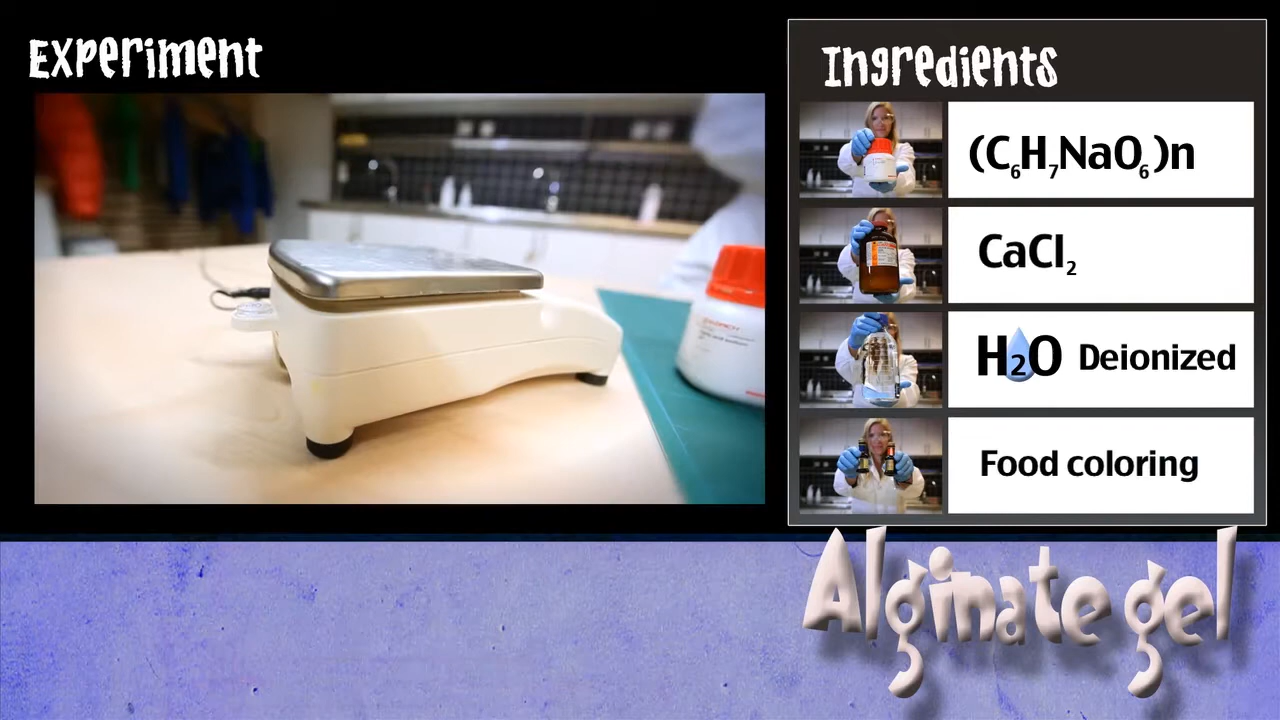 Experiment
Ingredients
(C₆H₇NaO₆)n
CaCl₂
H₂O Deionized
Food coloring
Alginate gel